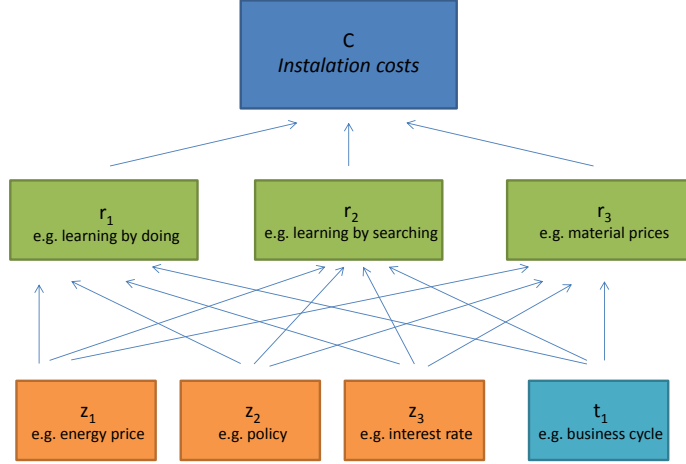 C
Instalation costs
r₁
e.g. learning by doing
r₂
e.g. learning by searching
r₃
e.g. material prices
z₁
e.g. energy price
z₂
e.g. policy
z₃
e.g. interest rate
t₁
e.g. business cycle